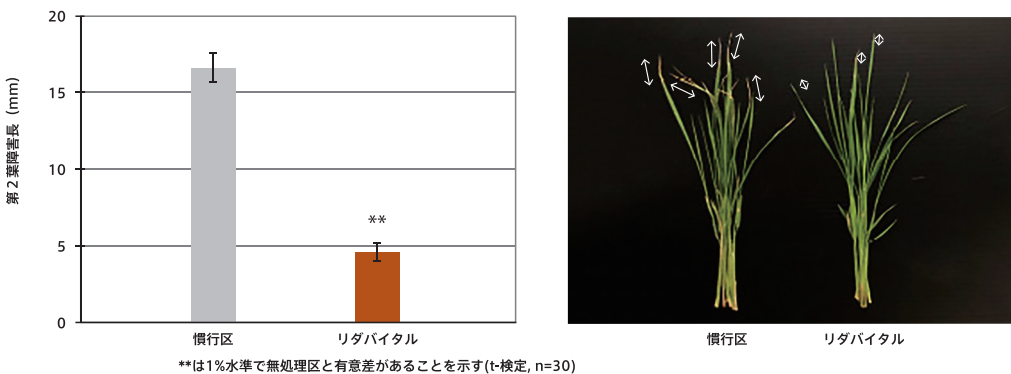 20
15
10
5
0
第2葉障害長（mm）
**
慣行区 リダバイタル
慣行区 リダバイタル
**は1%水準で無処理区と有意差があることを示す(t-検定, n=30)